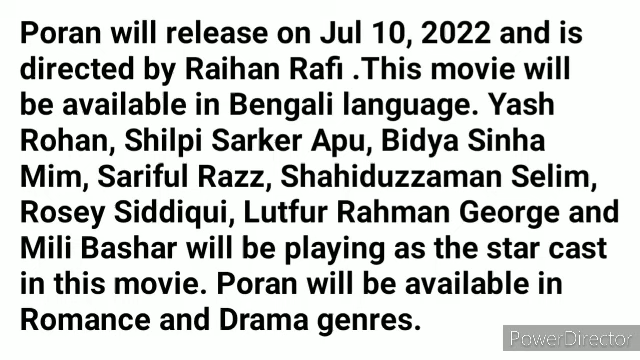 Poran will release on Jul 10, 2022 and is
directed by Raihan Rafi .This movie will
be available in Bengali language. Yash
Rohan, Shilpi Sarker Apu, Bidya Sinha
Mim, Sariful Razz, Shahiduzzaman Selim,
Rosey Siddiqui, Lutfur Rahman George and
Mili Bashar will be playing as the star cast
in this movie. Poran will be available in
Romance and Drama genres.
PowerDirector